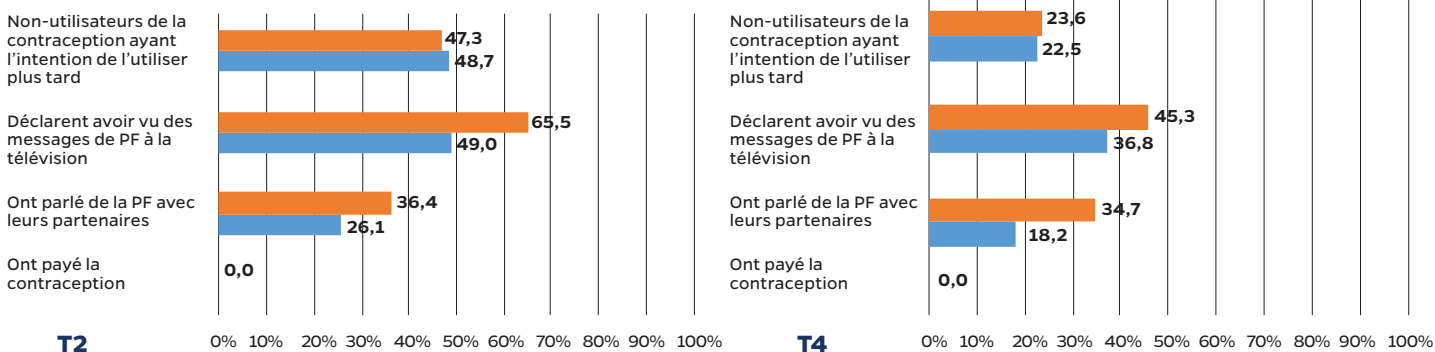 Non-utilisateurs de la
contraception ayant
l’intention de l’utiliser
plus tard
47,3
48,7
Déclarent avoir vu des
messages de PF à la
télévision
65,5
49,0
Ont parlé de la PF avec
leurs partenaires
36,4
26,1
Ont payé la
contraception
0,0
T2
0% 10% 20% 30% 40% 50% 60% 70% 80% 90% 100%
Non-utilisateurs de la
contraception ayant
l’intention de l’utiliser
plus tard
23,6
22,5
Déclarent avoir vu des
messages de PF à la
télévision
45,3
36,8
Ont parlé de la PF avec
leurs partenaires
34,7
18,2
Ont payé la
contraception
0,0
T4
0% 10% 20% 30% 40% 50% 60% 70% 80% 90% 100%